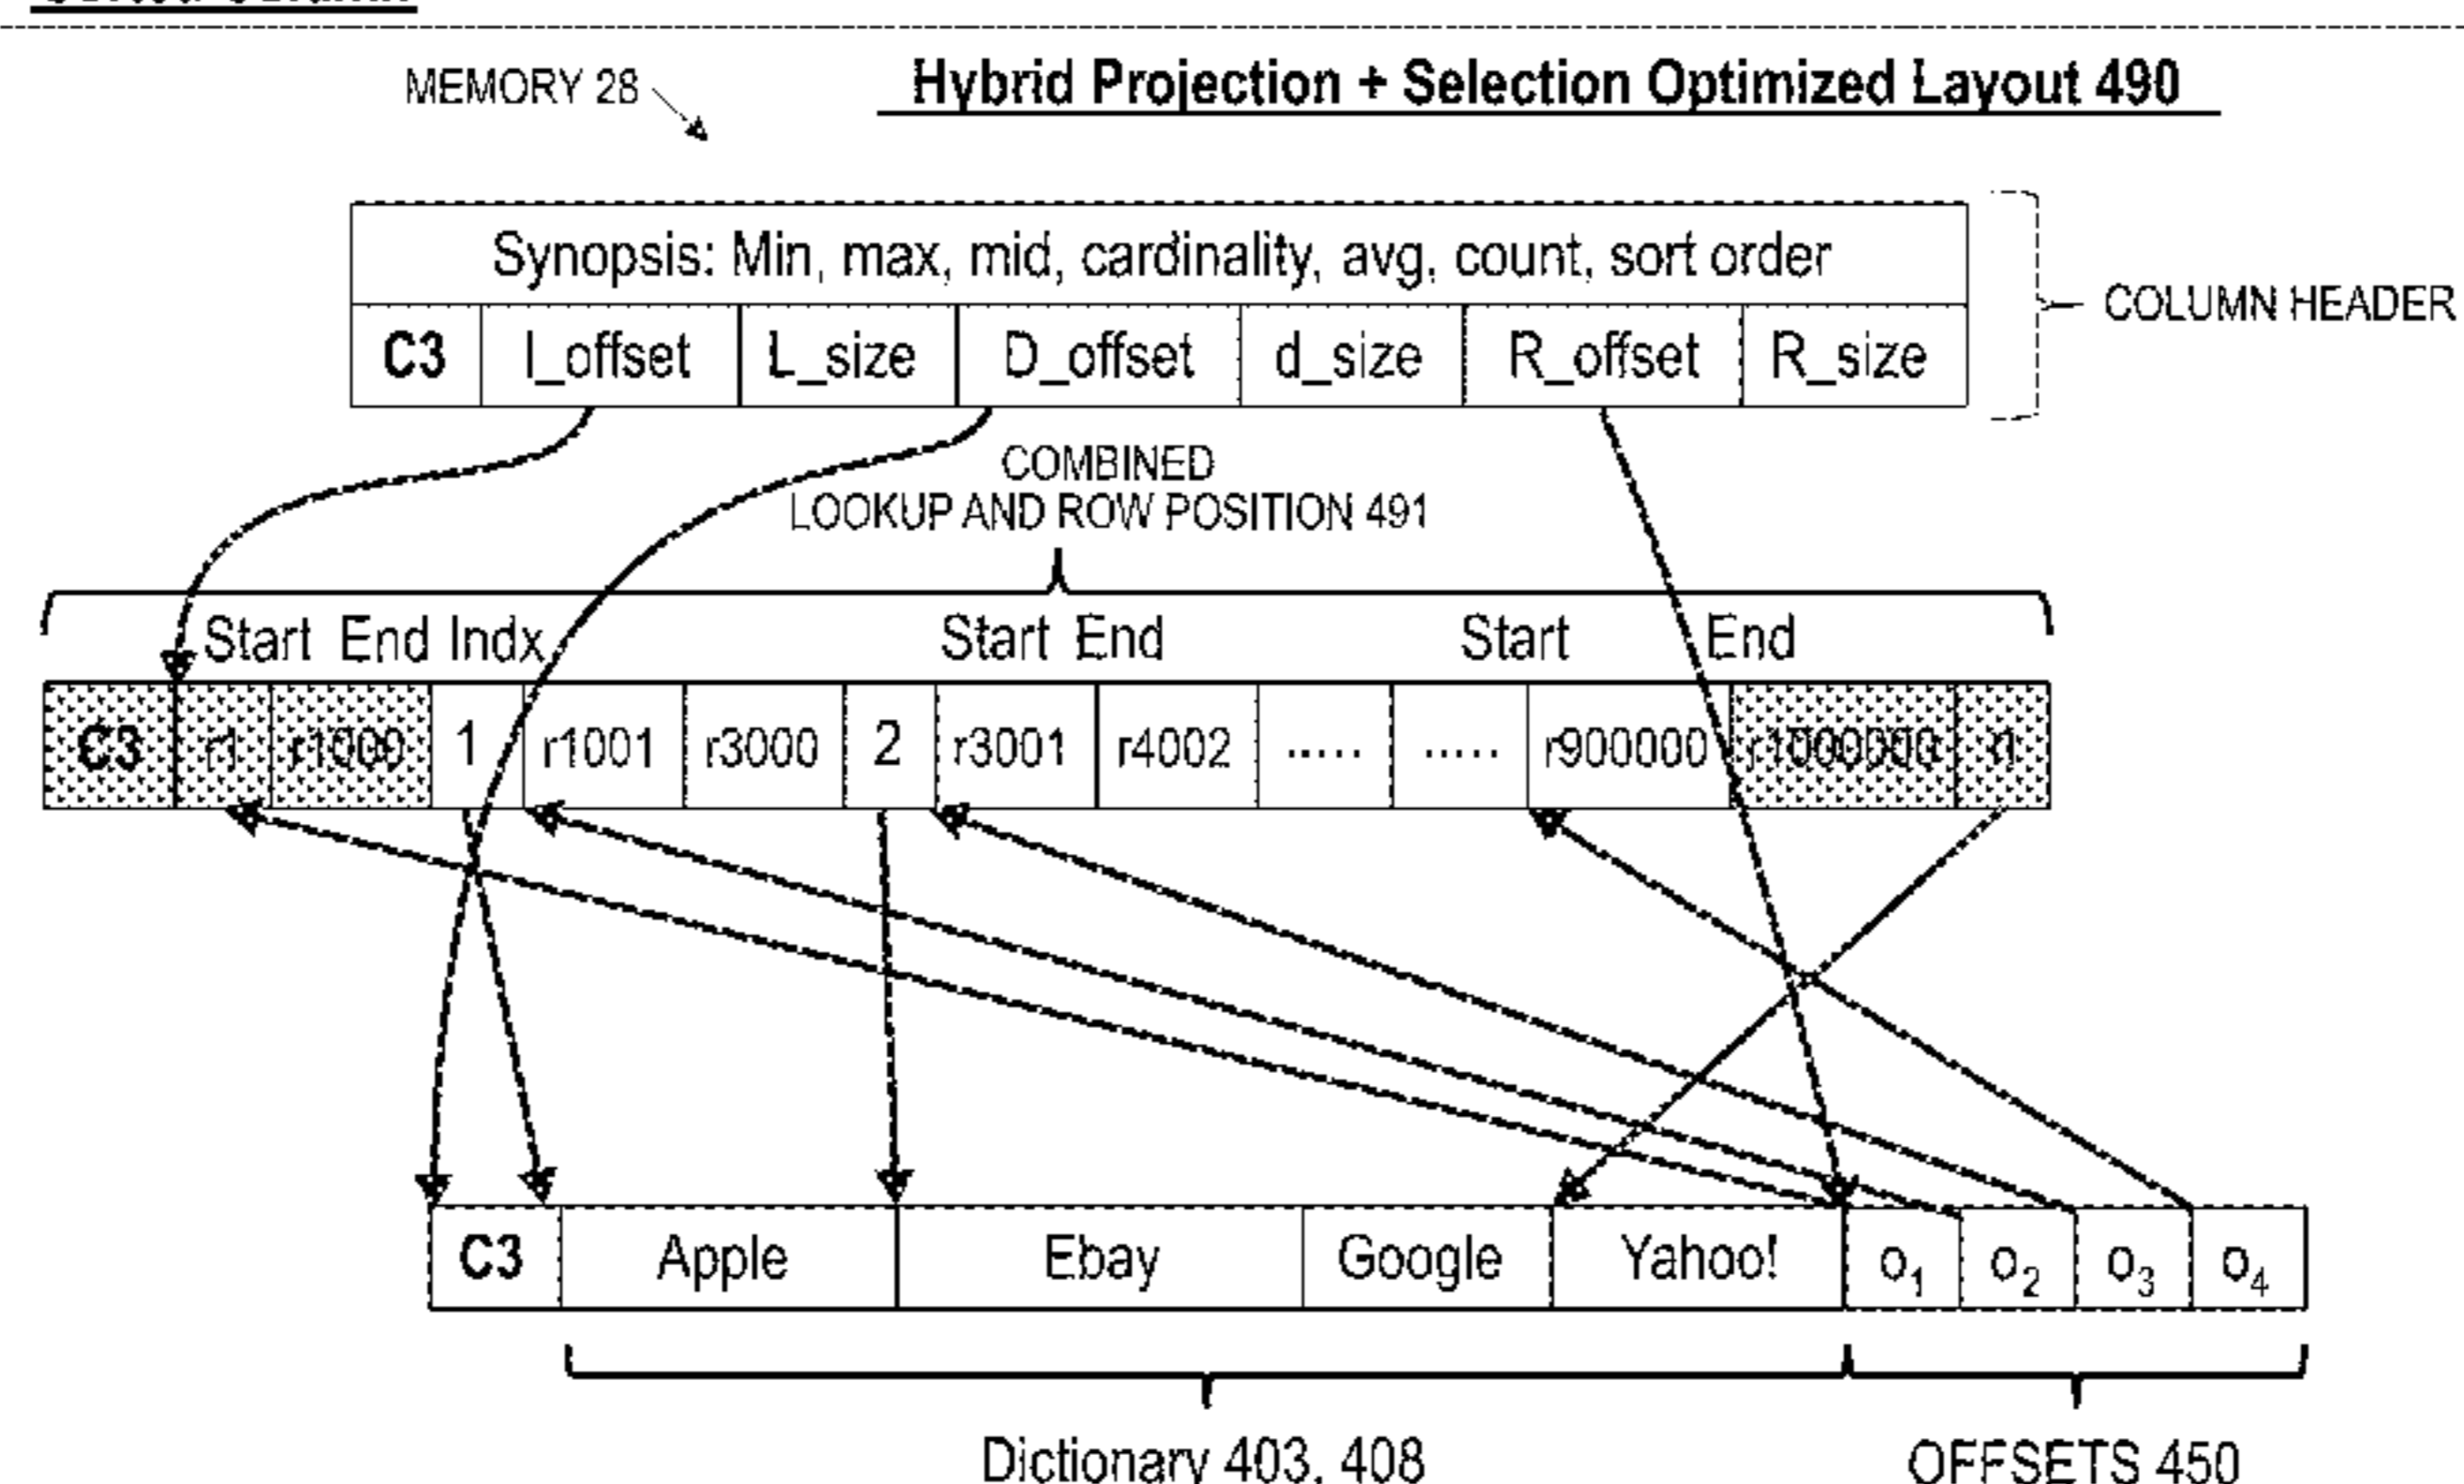 MEMORY 28
Hybrid Projection + Selection Optimized Layout 490
Synopsis: Min, max, mid, cardinality, avg, count, sort order
C3 l_offset L_size D_offset d_size R_offset R_size
COLUMN HEADER
COMBINED
LOOKUP AND ROW POSITION 491
Start End Indx Start End Start End
C3 r1 r1000 1 r1001 r3000 2 r3001 r4002 ..... ..... r900000 r1000000 n
C3 Apple Ebay Google Yahoo! o1 o2 o3 o4
Dictionary 403, 408
OFFSETS 450